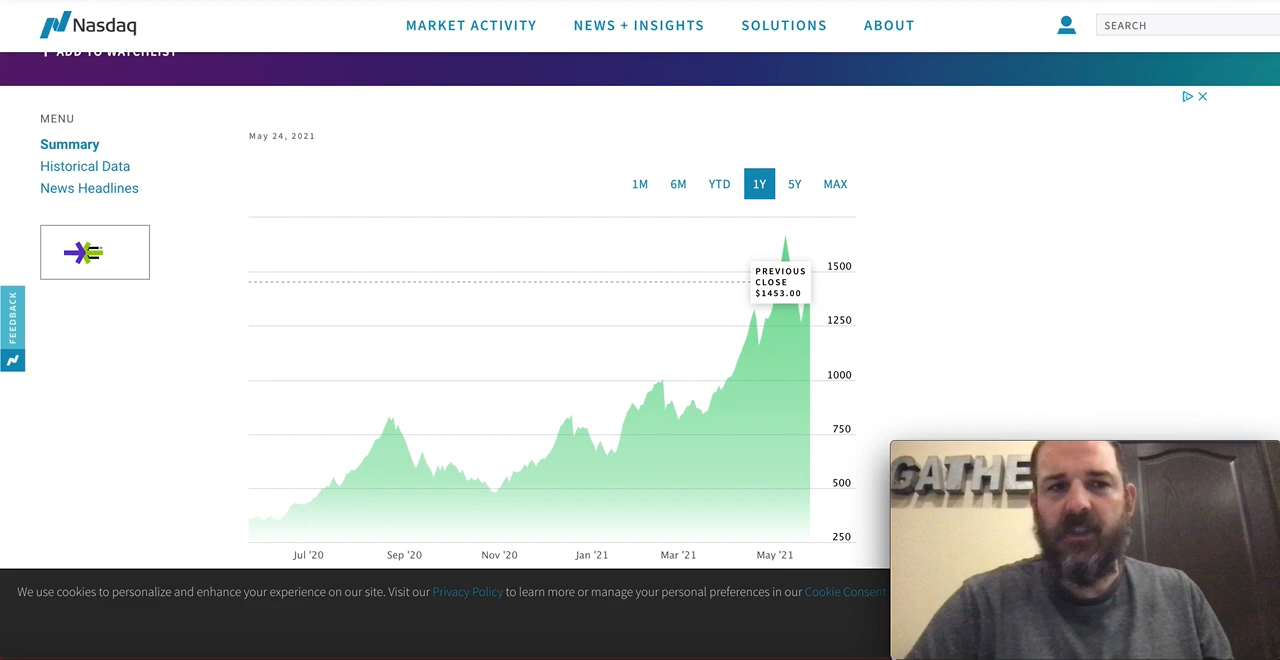 Nasdaq
MARKET ACTIVITY
NEWS + INSIGHTS
SOLUTIONS
ABOUT
SEARCH
ADD TO WATCHLIST
MENU
Summary
Historical Data
News Headlines
FEEDBACK
May 24, 2021
1M 6M YTD 1Y 5Y MAX
PREVIOUS
CLOSE
$1453.00
1500
1250
1000
750
500
250
Jul '20 Sep '20 Nov '20 Jan '21 Mar '21 May '21
We use cookies to personalize and enhance your experience on our site. Visit our Privacy Policy to learn more or manage your personal preferences in our Cookie Consent
GATHE